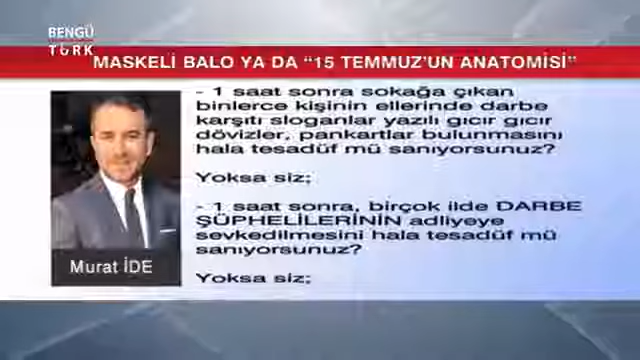 BENGÜ
TÜRK
MASKELİ BALO YA DA “15 TEMMUZ’UN ANATOMİSİ”
- 1 saat sonra sokağa çıkan
binlerce kişinin ellerinde darbe
karşıtı sloganlar yazılı gıcır gıcır
dövizler, pankartlar bulunmasını
hala tesadüf mü sanıyorsunuz?
Yoksa siz;
- 1 saat sonra, birçok ilde DARBE
ŞÜPHELİLERİNİN adliyeye
sevkedilmesini hala tesadüf mü
sanıyorsunuz?
Yoksa siz;
Murat İDE